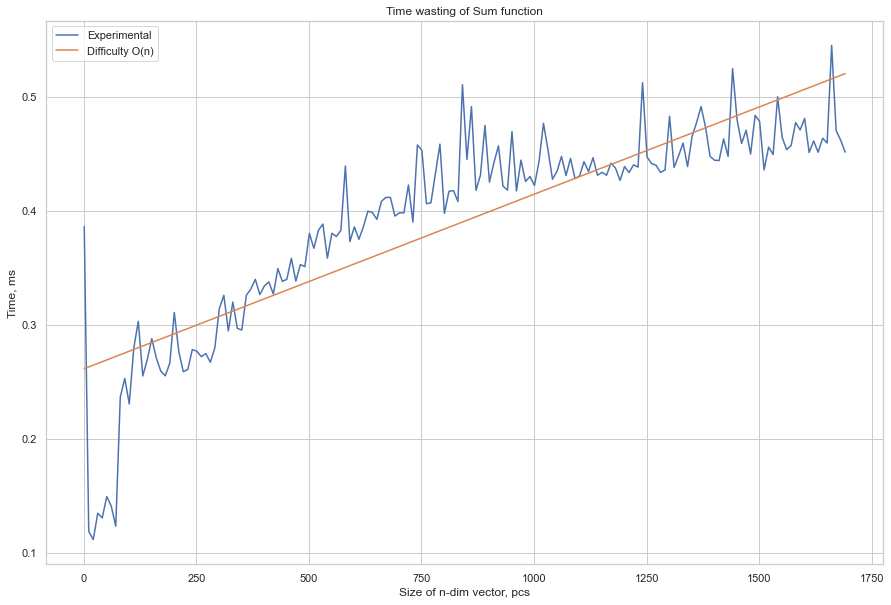 Time wasting of Sum function
Experimental
Difficulty O(n)
Time, ms
0.5
0.4
0.3
0.2
0.1
0 250 500 750 1000 1250 1500 1750
Size of n-dim vector, pcs